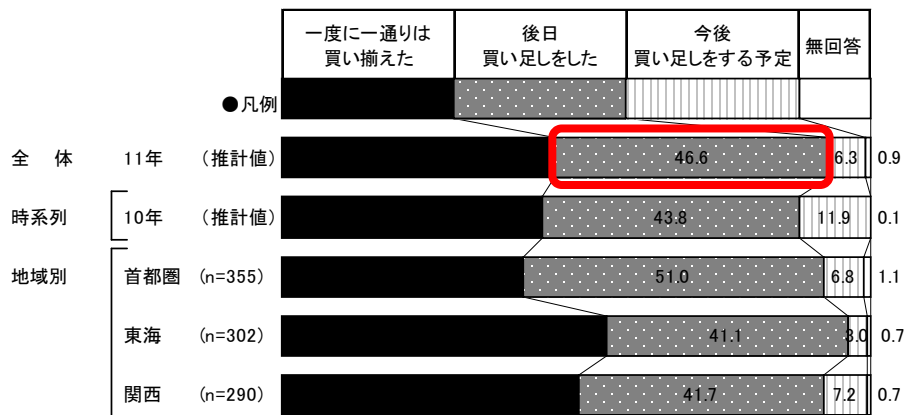 一度に一通りは
買い揃えた
後日
買い足しをした
今後
買い足しをする予定
無回答
●凡例
全 体 11年 (推計値) 46.6 6.3 0.9
時系列 10年 (推計値) 43.8 11.9 0.1
地域別 首都圏 (n=355) 51.0 6.8 1.1
東海 (n=302) 41.1 3.0 0.7
関西 (n=290) 41.7 7.2 0.7